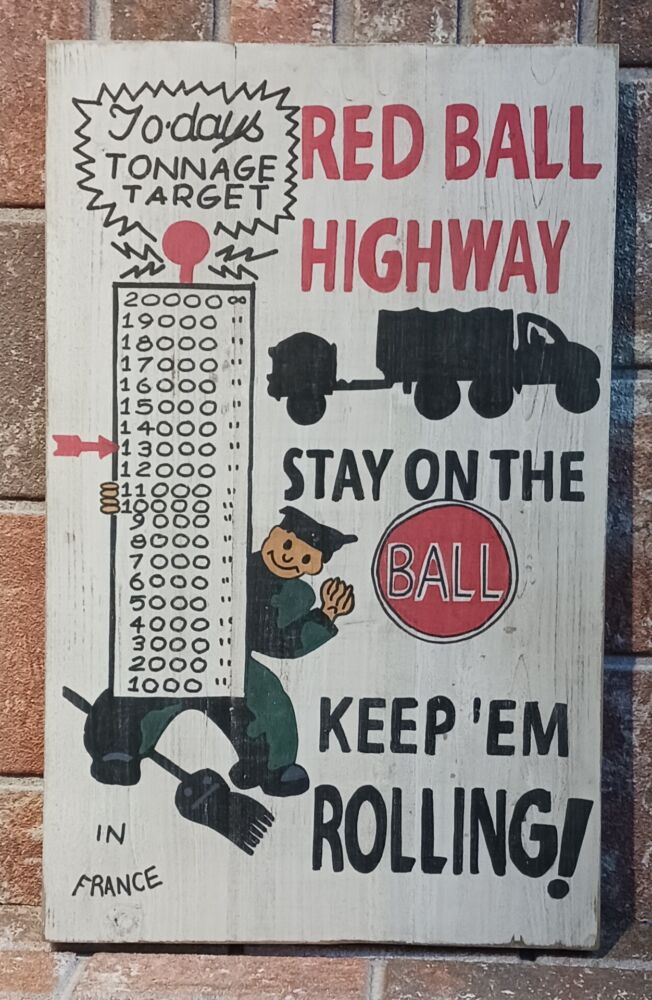 To·days
TONNAGE
TARGET
RED BALL
HIGHWAY
20000 ∞
19000 "
18000 "
17000 "
16000 "
15000 "
14000 "
13000 "
12000 "
11000 "
10000 "
9000 "
8000 "
7000 "
6000 "
5000 "
4000 "
3000 "
2000 "
1000 "
STAY ON THE
BALL
KEEP 'EM
ROLLING!
IN
FRANCE